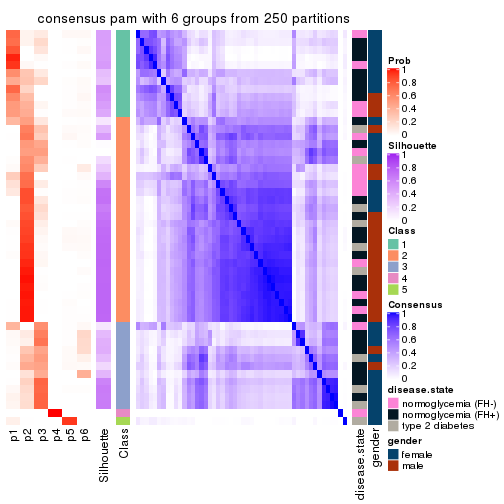 consensus pam with 6 groups from 250 partitions
Prob
1
0.8
0.6
0.4
0.2
0
Silhouette
1
0.8
0.6
0.4
0.2
0
Class
1
2
3
4
5
Consensus
1
0.8
0.6
0.4
0.2
0
disease.state
normoglycemia (FH-)
normoglycemia (FH+)
type 2 diabetes
gender
female
male
p1
p2
p3
p4
p5
p6
Silhouette
Class
disease.state
gender